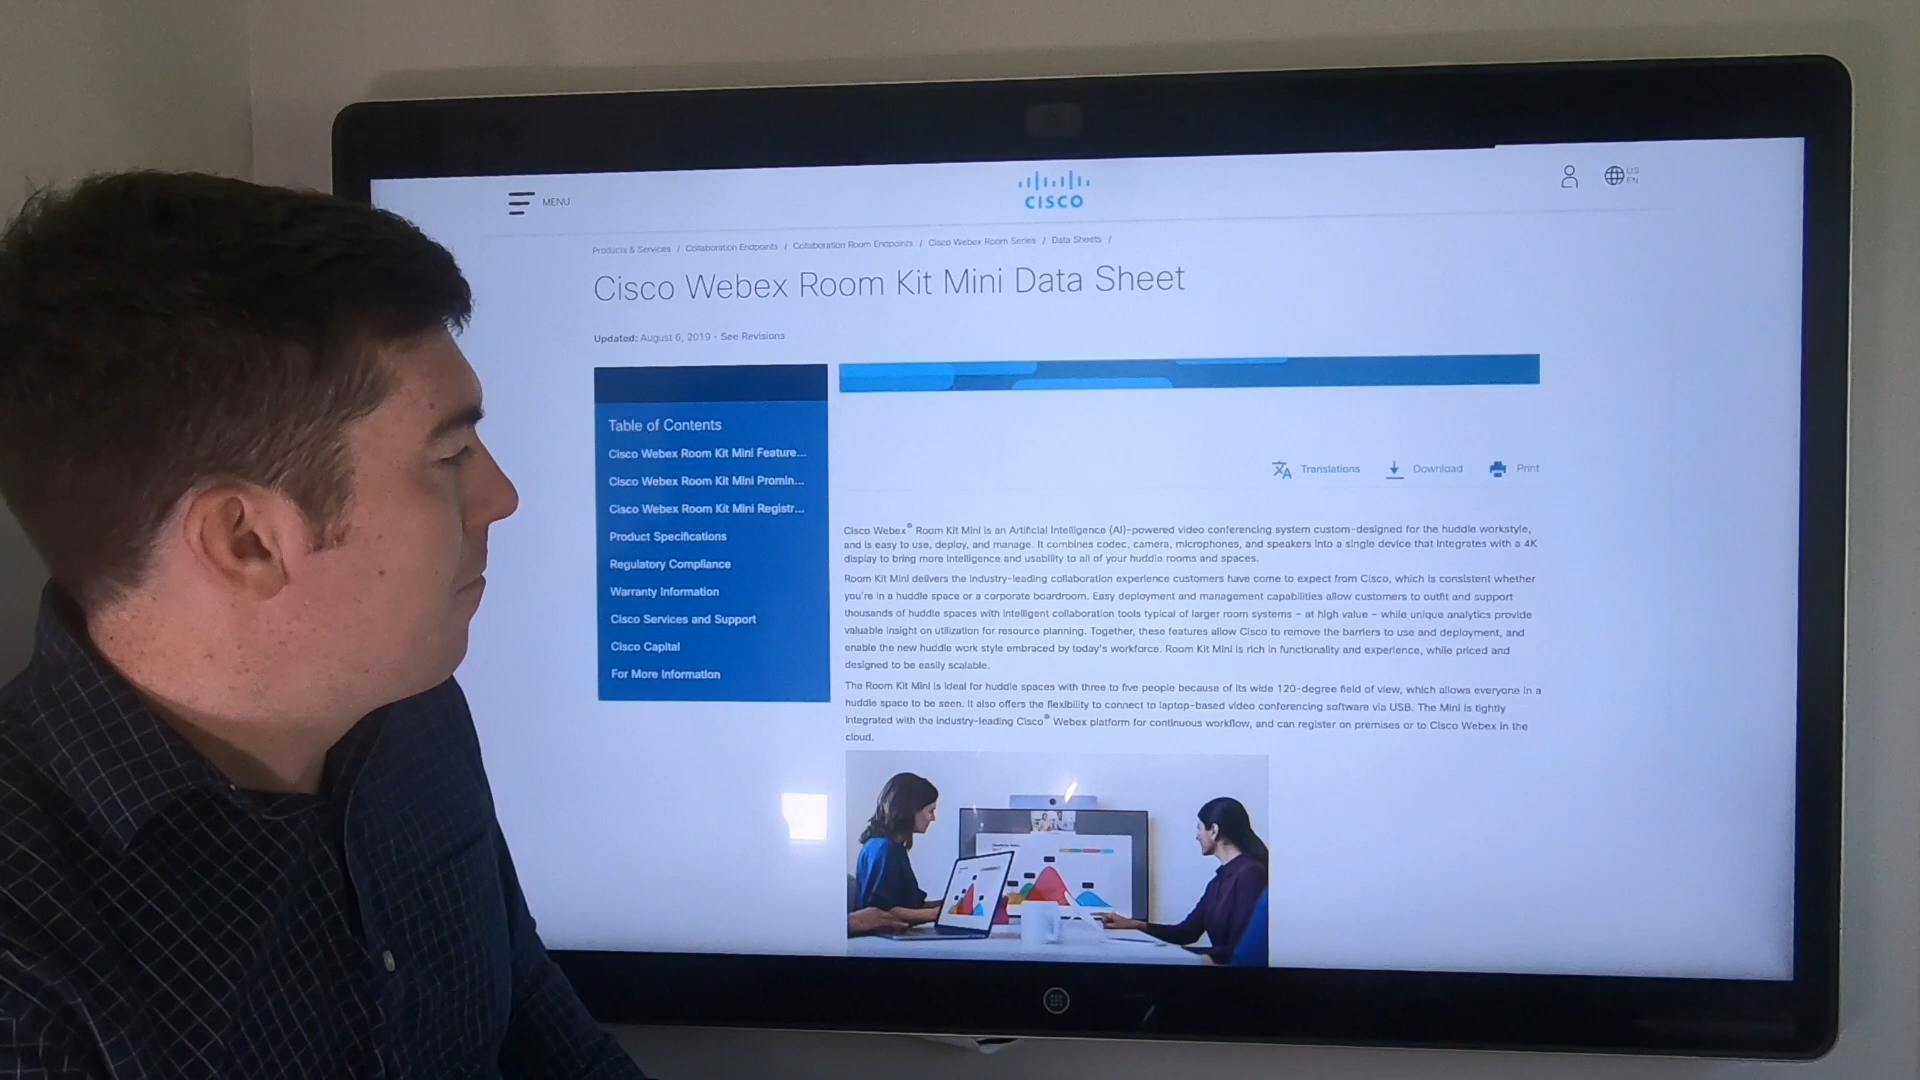 MENU
CISCO
US
EN
Products & Services / Collaboration Endpoints / Collaboration Room Endpoints / Cisco Webex Room Series / Data Sheets /
Cisco Webex Room Kit Mini Data Sheet
Updated: August 6, 2019 - See Revisions
Table of Contents
Cisco Webex Room Kit Mini Feature...
Cisco Webex Room Kit Mini Promin...
Cisco Webex Room Kit Mini Registr...
Product Specifications
Regulatory Compliance
Warranty Information
Cisco Services and Support
Cisco Capital
For More Information
Translations Download Print
Cisco Webex® Room Kit Mini is an Artificial Intelligence (AI)-powered video conferencing system custom-designed for the huddle workstyle,
and is easy to use, deploy, and manage. It combines codec, camera, microphones, and speakers into a single device that integrates with a 4K
display to bring more intelligence and usability to all of your huddle rooms and spaces.
Room Kit Mini delivers the industry-leading collaboration experience customers have come to expect from Cisco, which is consistent whether
you're in a huddle space or a corporate boardroom. Easy deployment and management capabilities allow customers to outfit and support
thousands of huddle spaces with intelligent collaboration tools typical of larger room systems – at high value – while unique analytics provide
valuable insight on utilization for resource planning. Together, these features allow Cisco to remove the barriers to use and deployment, and
enable the new huddle work style embraced by today's workforce. Room Kit Mini is rich in functionality and experience, while priced and
designed to be easily scalable.
The Room Kit Mini is ideal for huddle spaces with three to five people because of its wide 120-degree field of view, which allows everyone in a
huddle space to be seen. It also offers the flexibility to connect to laptop-based video conferencing software via USB. The Mini is tightly
integrated with the industry-leading Cisco® Webex platform for continuous workflow, and can register on premises or to Cisco Webex in the
cloud.